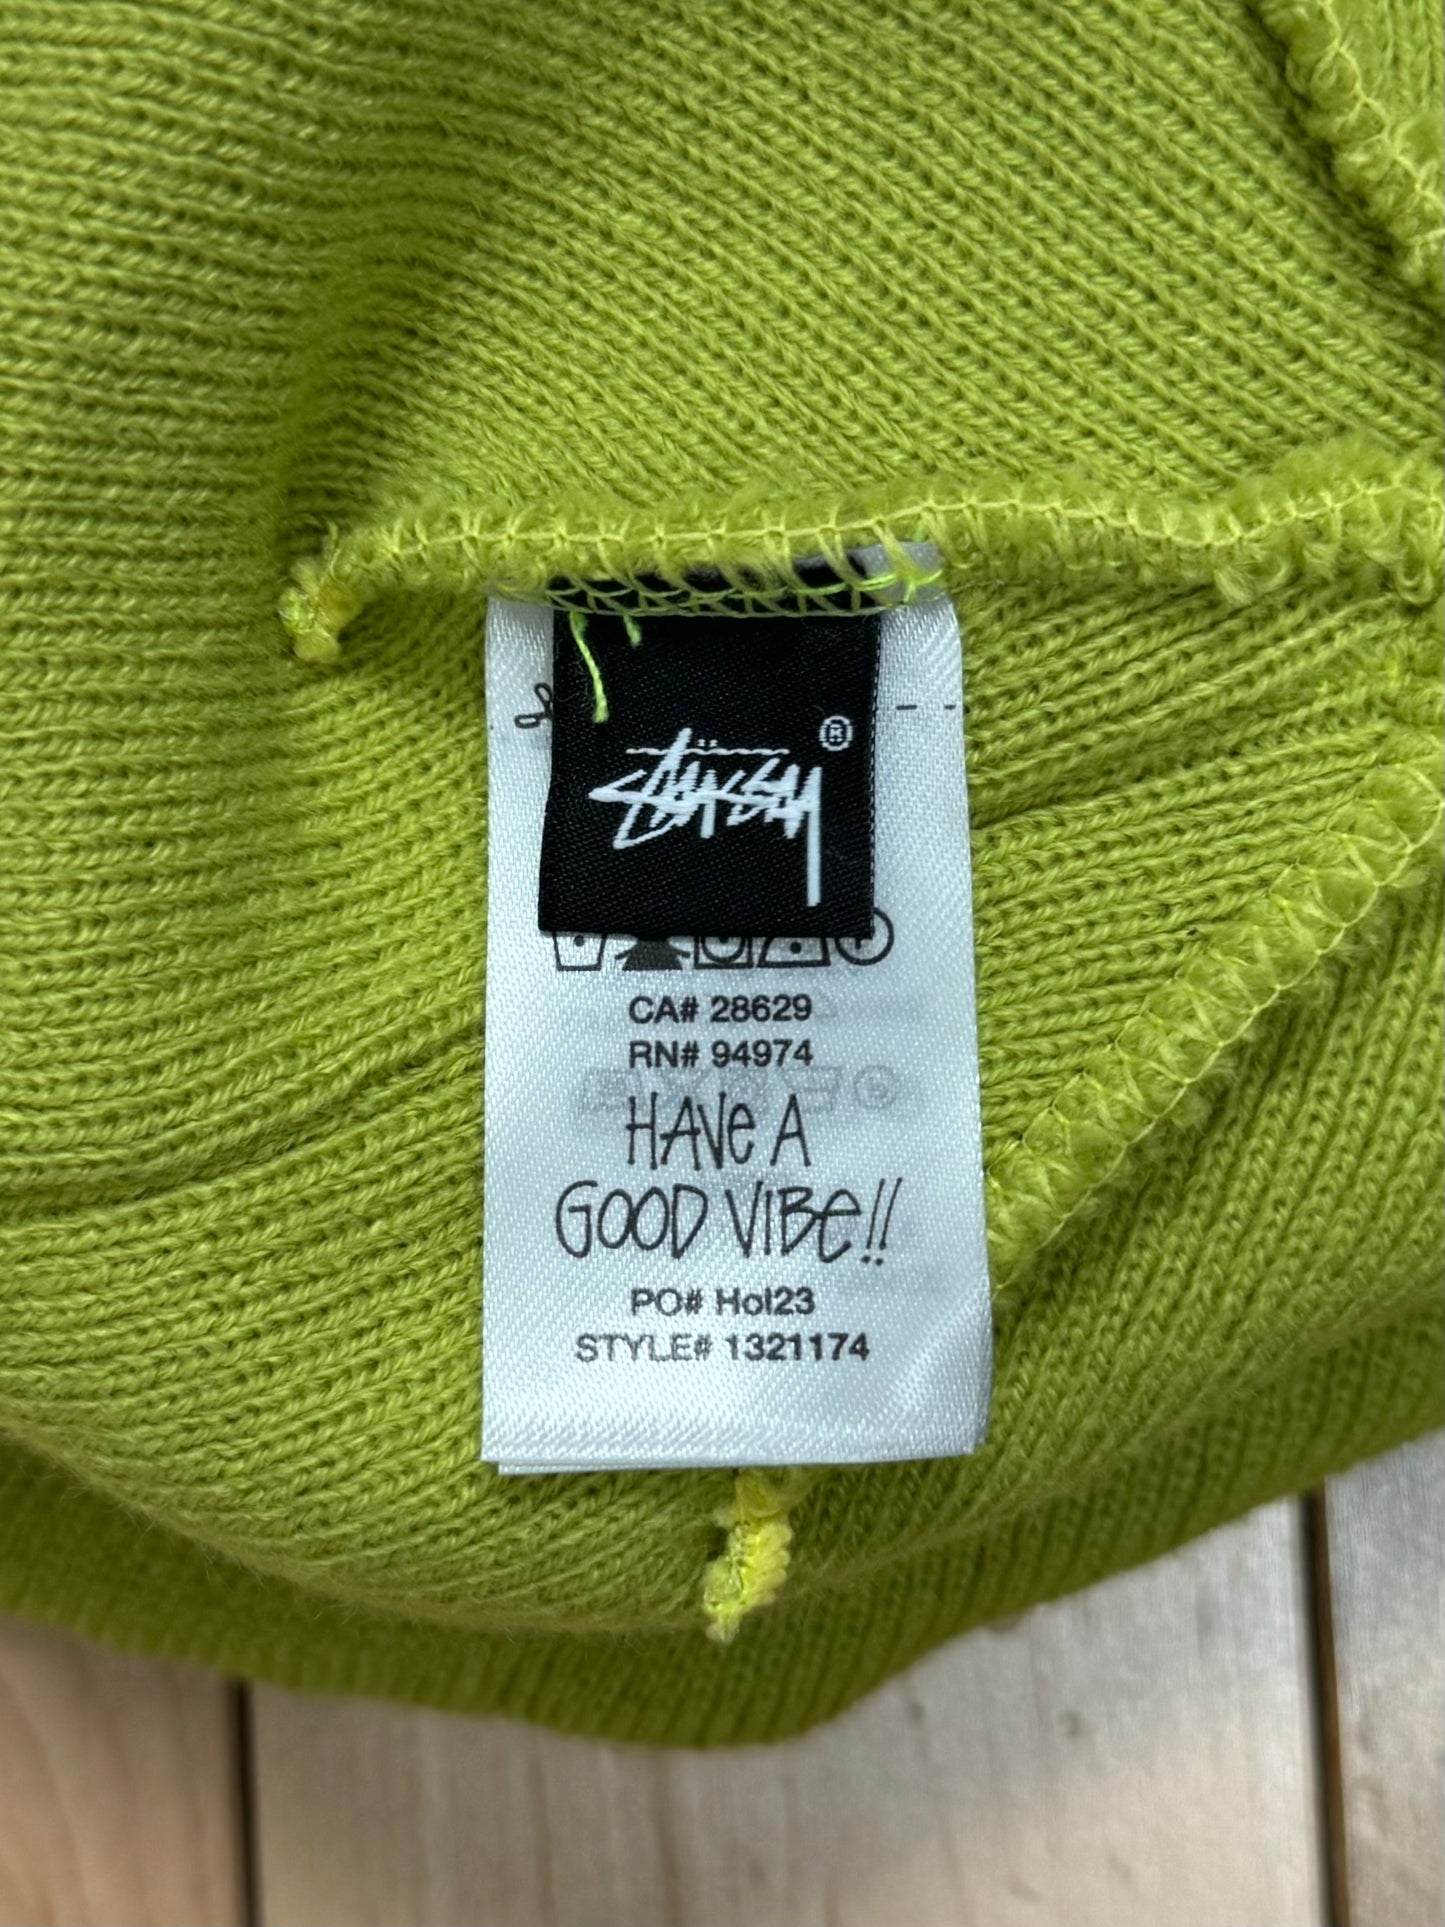 Stüssy ®
CA# 28629
RN# 94974
HAVE A
GOOD VIBE!!
PO# Hol23
STYLE# 1321174